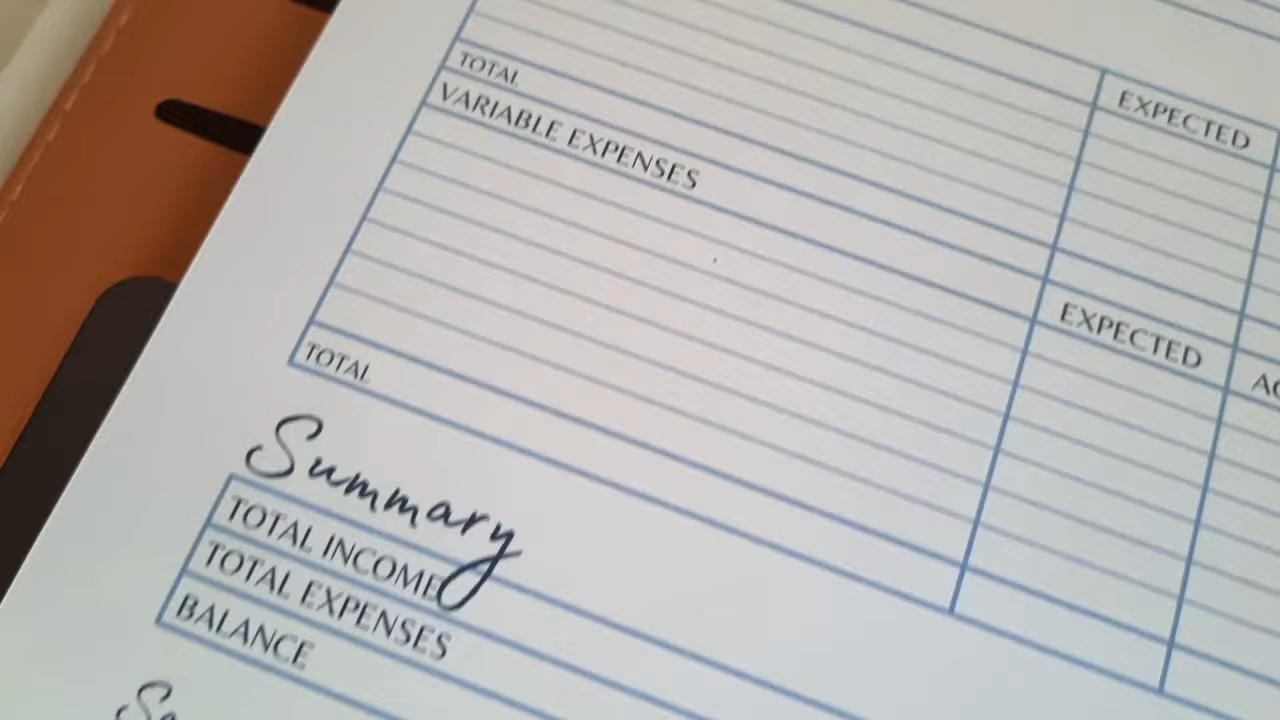 TOTAL
EXPECTED
VARIABLE EXPENSES
EXPECTED
TOTAL
Summary
TOTAL INCOME
TOTAL EXPENSES
BALANCE